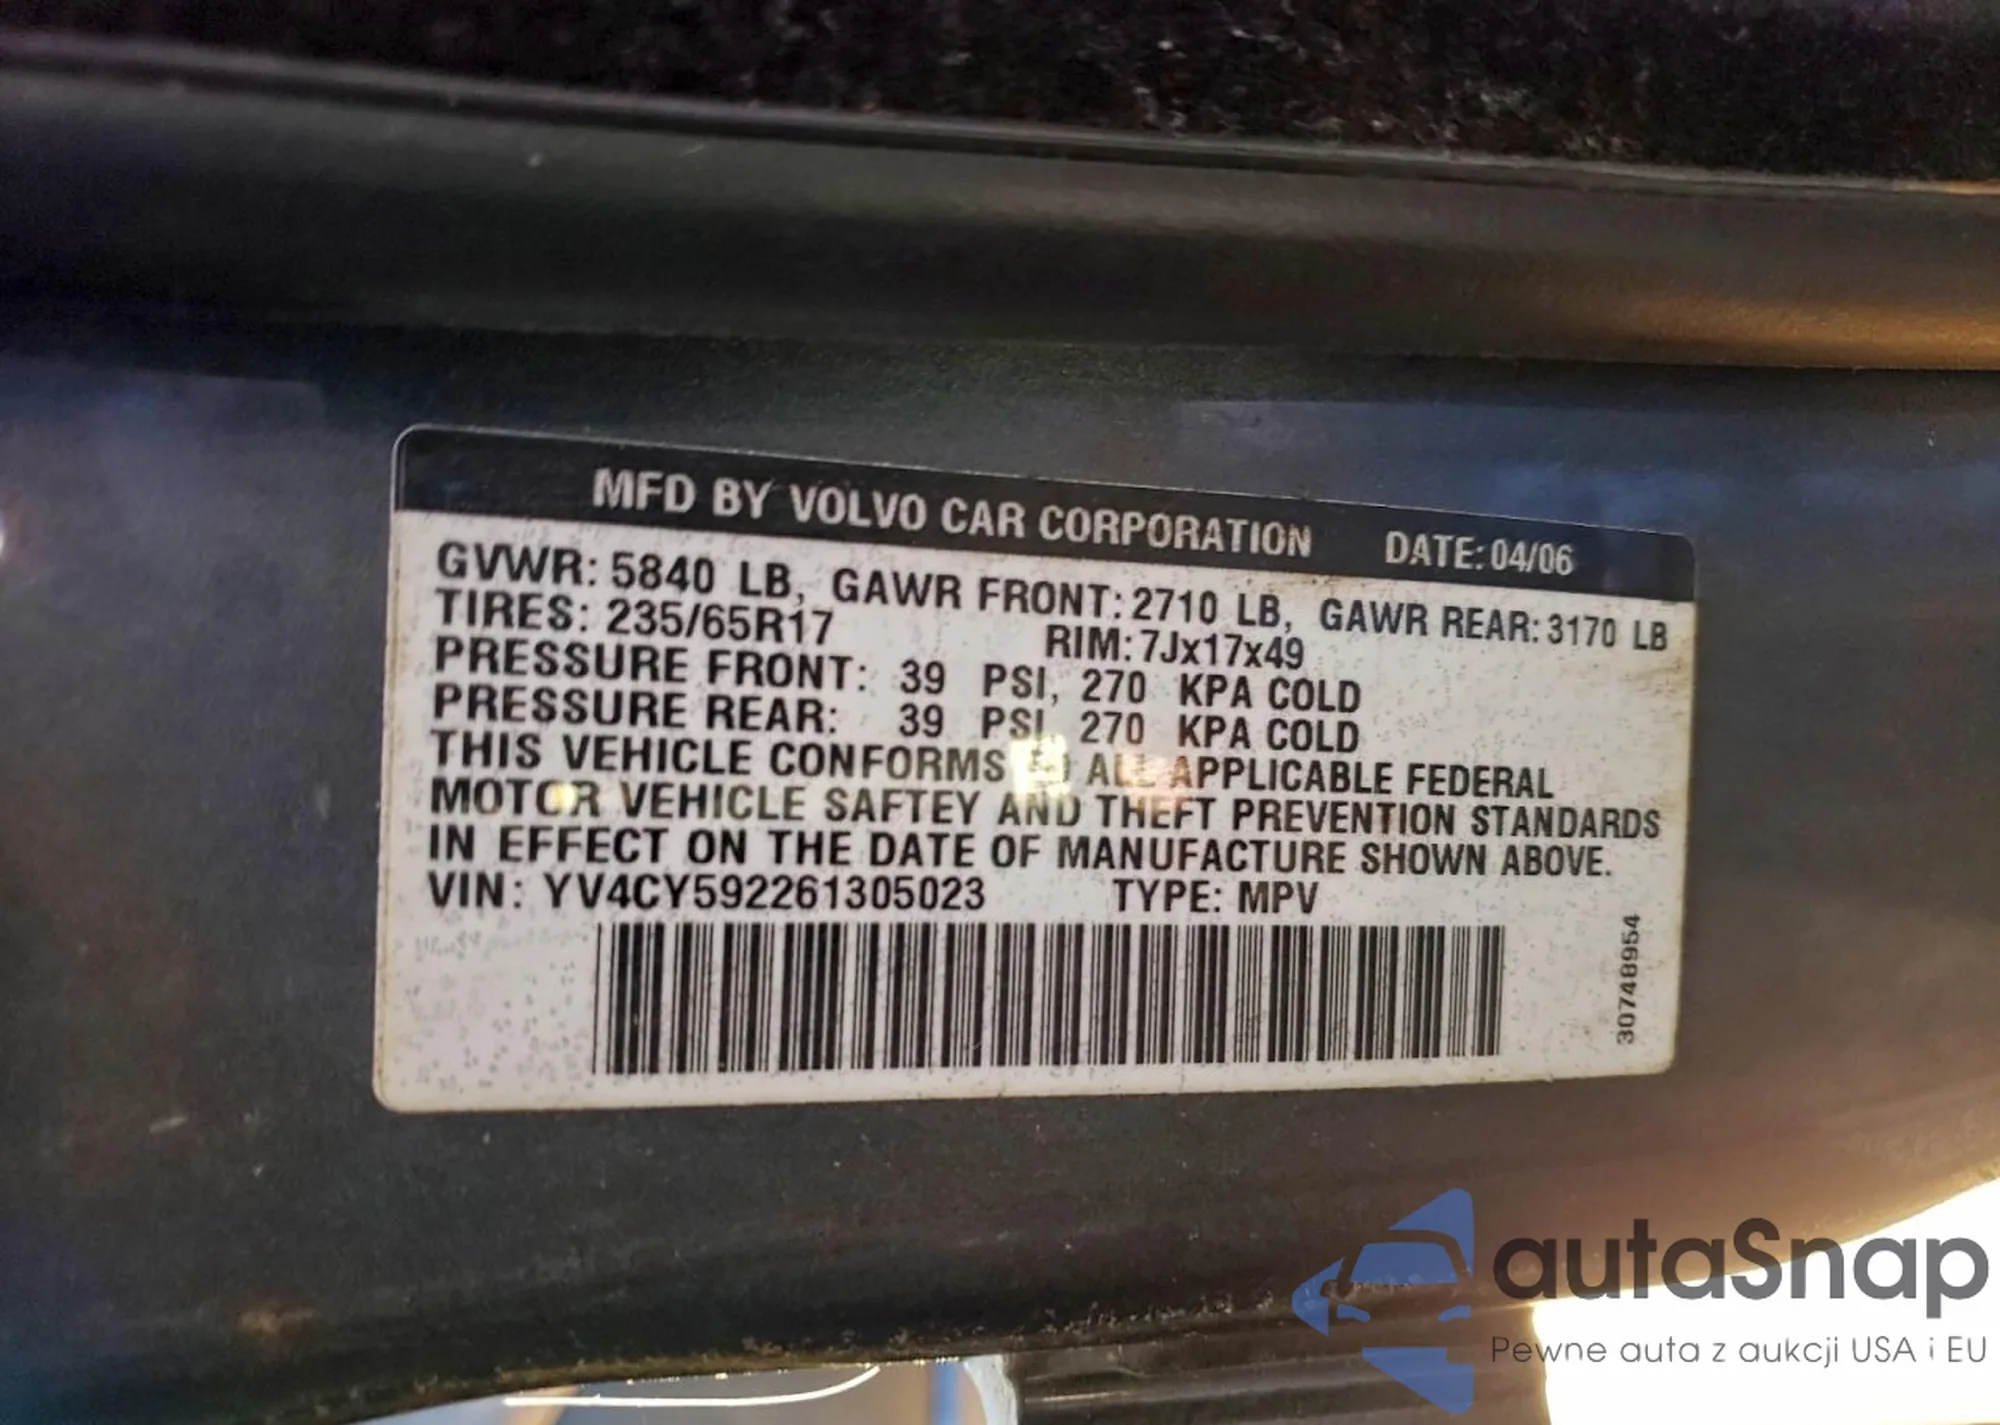 MFD BY VOLVO CAR CORPORATION DATE: 04/06
GVWR: 5840 LB, GAWR FRONT: 2710 LB, GAWR REAR: 3170 LB
TIRES: 235/65R17 RIM: 7Jx17x49
PRESSURE FRONT: 39 PSI, 270 KPA COLD
PRESSURE REAR: 39 PSI, 270 KPA COLD
THIS VEHICLE CONFORMS TO ALL APPLICABLE FEDERAL
MOTOR VEHICLE SAFTEY AND THEFT PREVENTION STANDARDS
IN EFFECT ON THE DATE OF MANUFACTURE SHOWN ABOVE.
VIN: YV4CY592261305023 TYPE: MPV
30748954
autaSnap
Pewne auta z aukcji USA i EU